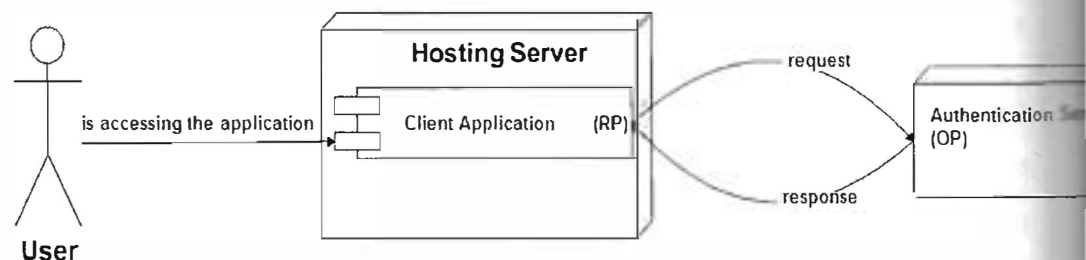 Hosting Server
request
is accessing the application
Client Application (RP)
Authentication
(OP)
response
User